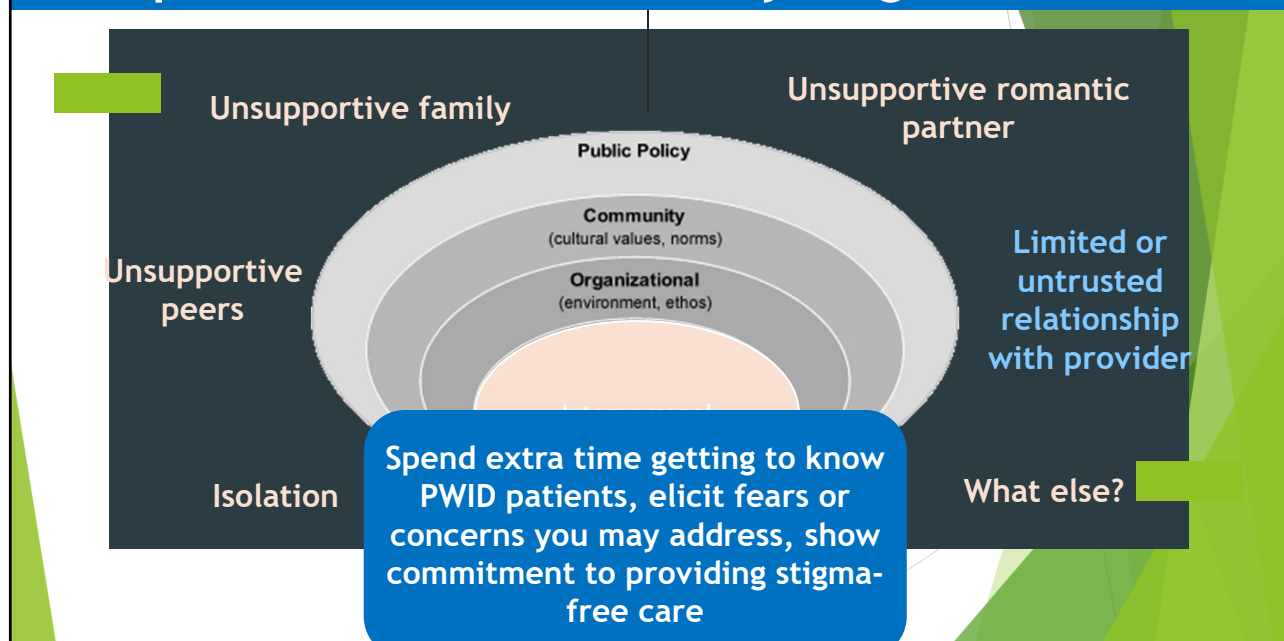 Unsupportive family
Unsupportive romantic
partner
Public Policy
Community
(cultural values, norms)
Unsupportive
peers
Organizational
(environment, ethos)
Limited or
untrusted
relationship
with provider
Isolation
Spend extra time getting to know
PWID patients, elicit fears or
concerns you may address, show
commitment to providing stigma-
free care
What else?